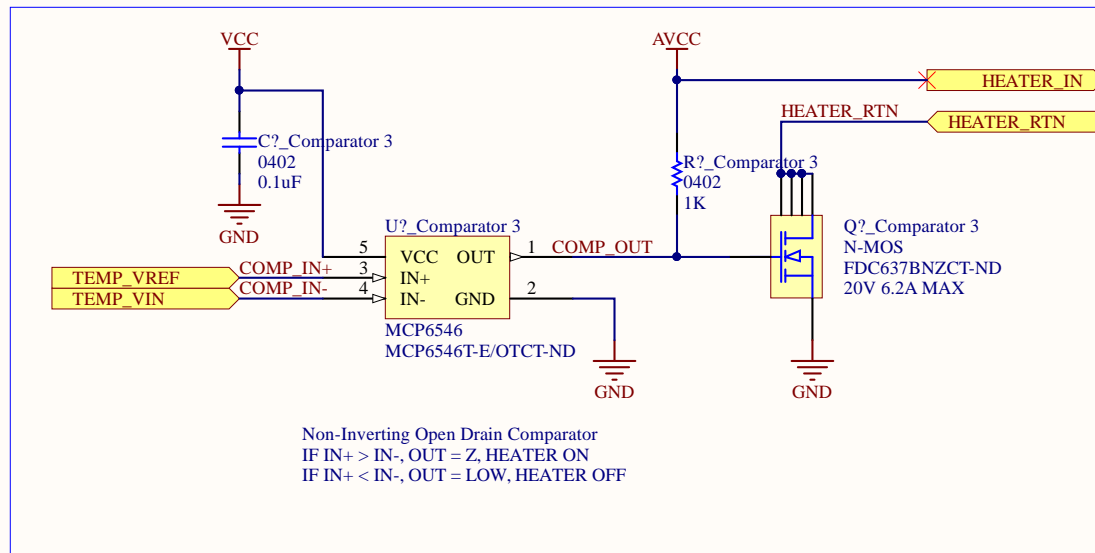 VCC
AVCC
HEATER_IN
HEATER_RTN
HEATER_RTN
C?_Comparator 3
0402
0.1uF
GND
R?_Comparator 3
0402
1K
U?_Comparator 3
5 VCC OUT 1 COMP_OUT
TEMP_VREF COMP_IN+ 3 IN+
TEMP_VIN COMP_IN- 4 IN- GND 2
MCP6546
MCP6546T-E/OTCT-ND
GND
Q?_Comparator 3
N-MOS
FDC637BNZCT-ND
20V 6.2A MAX
GND
Non-Inverting Open Drain Comparator
IF IN+ > IN-, OUT = Z, HEATER ON
IF IN+ < IN-, OUT = LOW, HEATER OFF